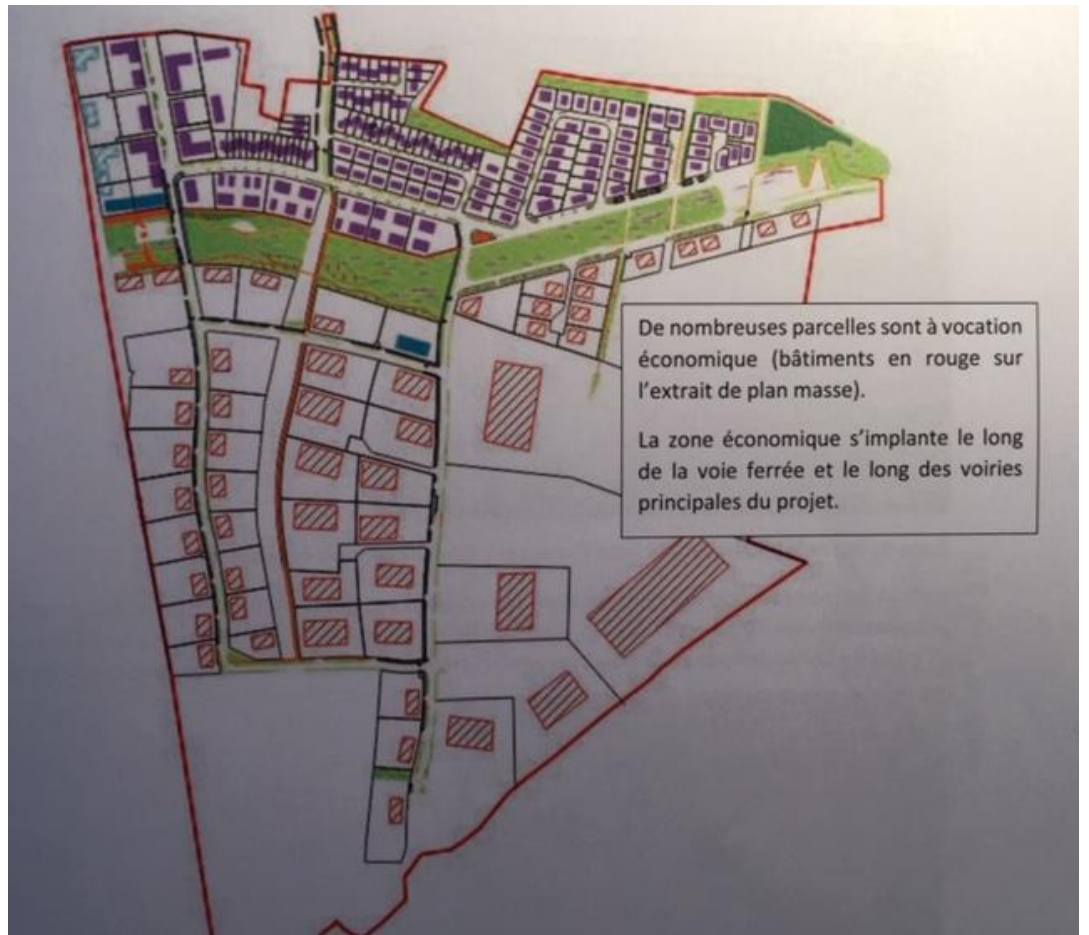 De nombreuses parcelles sont à vocation
économique (bâtiments en rouge sur
l'extrait de plan masse).
La zone économique s'implante le long
de la voie ferrée et le long des voiries
principales du projet.